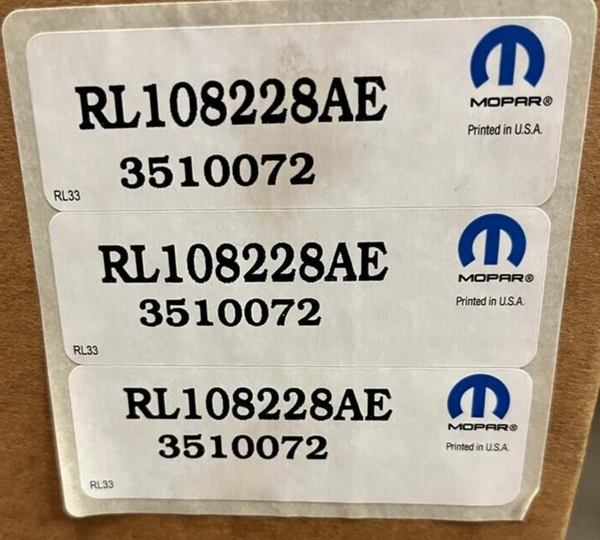 RL108228AE
3510072
RL33
MOPAR®
Printed in U.S.A.
RL108228AE
3510072
RL33
MOPAR®
Printed in U.S.A.
RL108228AE
3510072
RL33
MOPAR®
Printed in U.S.A.